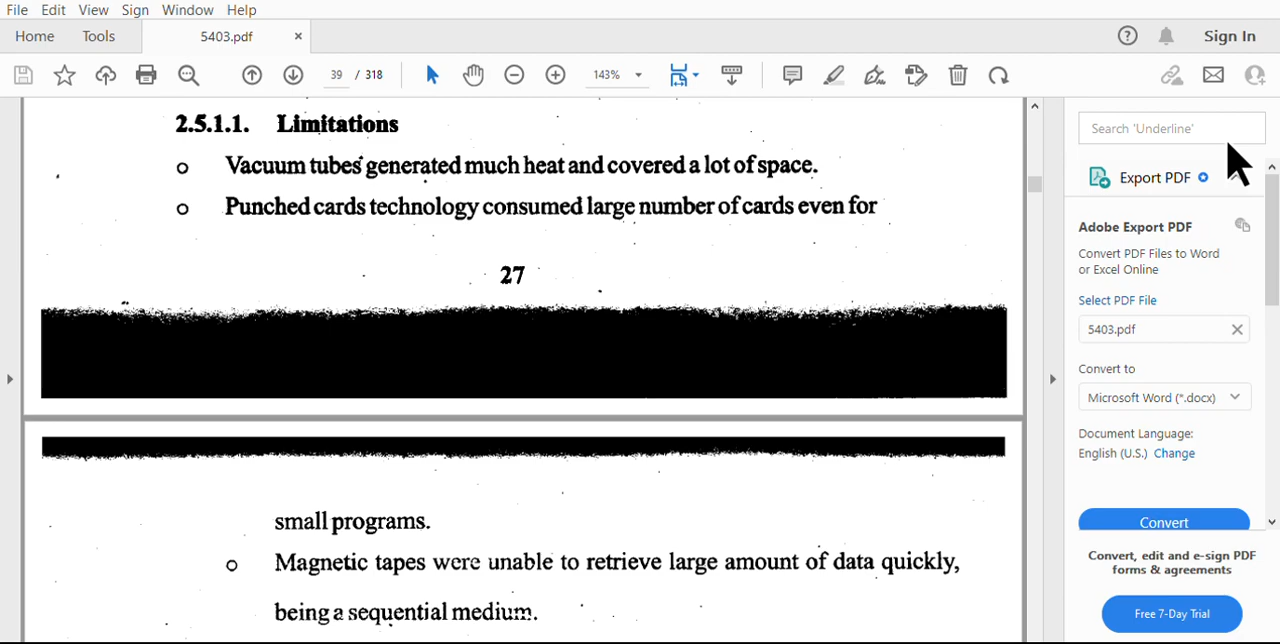 File Edit View Sign Window Help
Home Tools 5403.pdf × Sign In
39 / 318 143%
2.5.1.1. Limitations
o Vacuum tubes generated much heat and covered a lot of space.
o Punched cards technology consumed large number of cards even for
27
small programs.
o Magnetic tapes were unable to retrieve large amount of data quickly,
being a sequential medium.
Search 'Underline'
Export PDF
Adobe Export PDF
Convert PDF Files to Word
or Excel Online
Select PDF File
5403.pdf
Convert to
Microsoft Word (*.docx)
Document Language:
English (U.S.) Change
Convert
Convert, edit and e-sign PDF
forms & agreements
Free 7-Day Trial